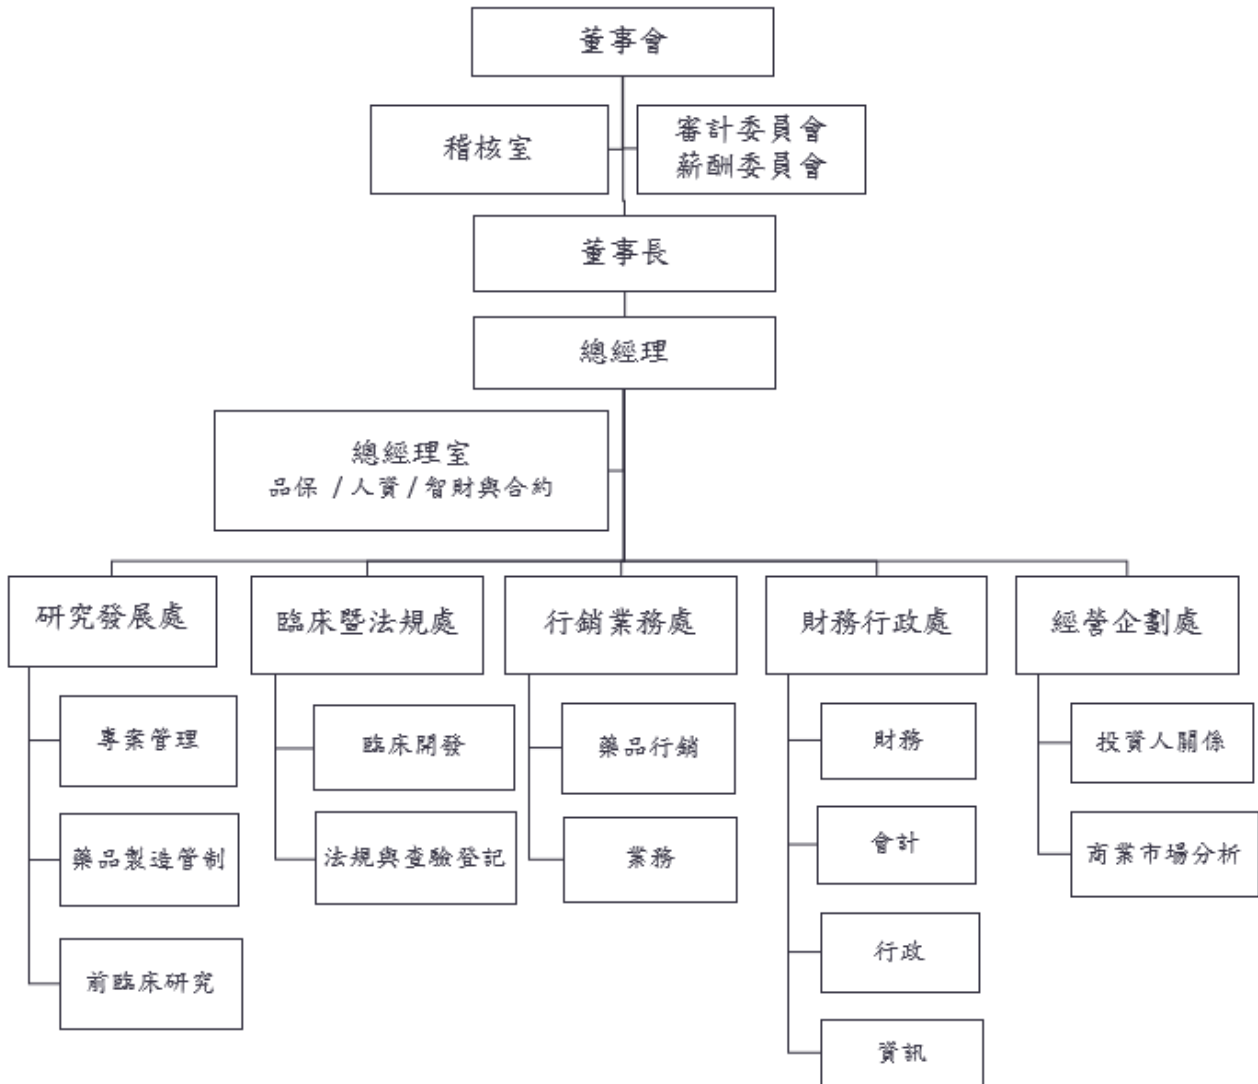 董事會
稽核室
審計委員會
薪酬委員會
董事長
總經理
總經理室
品保 / 人資 / 智財與合約
研究發展處
臨床暨法規處
行銷業務處
財務行政處
經營企劃處
專案管理
藥品製造管制
前臨床研究
臨床開發
法規與查驗登記
藥品行銷
業務
財務
會計
行政
資訊
投資人關係
商業市場分析